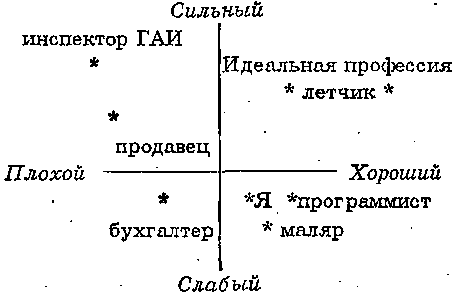 Сильный
инспектор ГАИ
*
Идеальная профессия
* летчик *
*
продавец
Плохой
Хороший
*
*Я *программист
бухгалтер
* маляр
Слабый